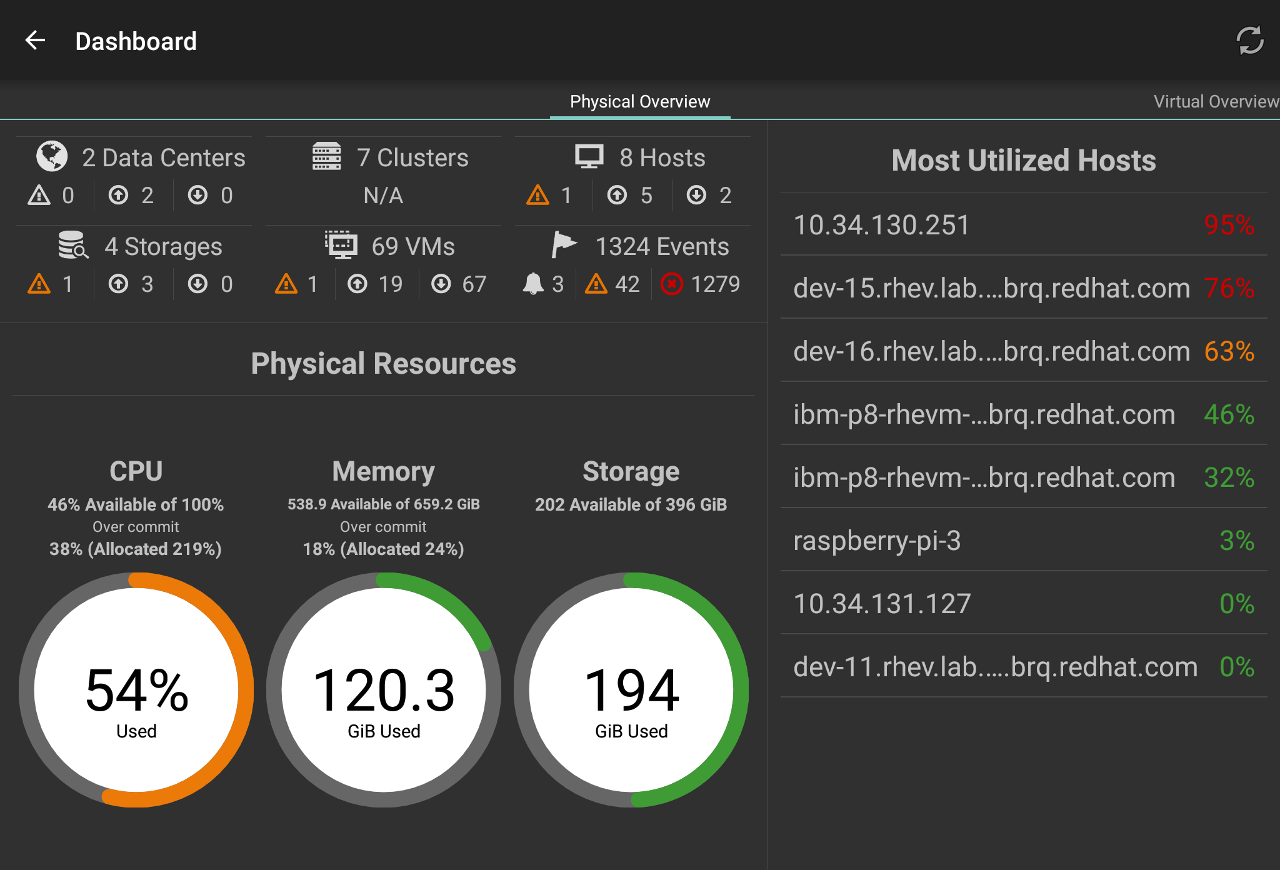 Dashboard
Physical Overview
Virtual Overview
2 Data Centers
0 2 0
7 Clusters
N/A
8 Hosts
1 5 2
4 Storages
1 3 0
69 VMs
1 19 67
1324 Events
3 42 1279
Physical Resources
CPU
46% Available of 100%
Over commit
38% (Allocated 219%)
54%
Used
Memory
538.9 Available of 659.2 GiB
Over commit
18% (Allocated 24%)
120.3
GiB Used
Storage
202 Available of 396 GiB
194
GiB Used
Most Utilized Hosts
10.34.130.251 95%
dev-15.rhev.lab.…brq.redhat.com 76%
dev-16.rhev.lab.…brq.redhat.com 63%
ibm-p8-rhevm-…brq.redhat.com 46%
ibm-p8-rhevm-…brq.redhat.com 32%
raspberry-pi-3 3%
10.34.131.127 0%
dev-11.rhev.lab.….brq.redhat.com 0%